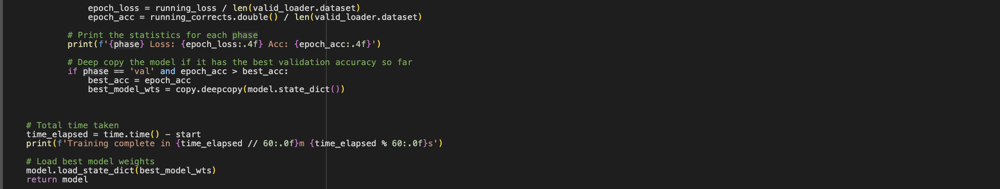 epoch_loss = running_loss / len(valid_loader.dataset)
epoch_acc = running_corrects.double() / len(valid_loader.dataset)
# Print the statistics for each phase
print(f'{phase} Loss: {epoch_loss:.4f} Acc: {epoch_acc:.4f}')
# Deep copy the model if it has the best validation accuracy so far
if phase == 'val' and epoch_acc > best_acc:
best_acc = epoch_acc
best_model_wts = copy.deepcopy(model.state_dict())
# Total time taken
time_elapsed = time.time() - start
print(f'Training complete in {time_elapsed // 60:.0f}m {time_elapsed % 60:.0f}s')
# Load best model weights
model.load_state_dict(best_model_wts)
return model